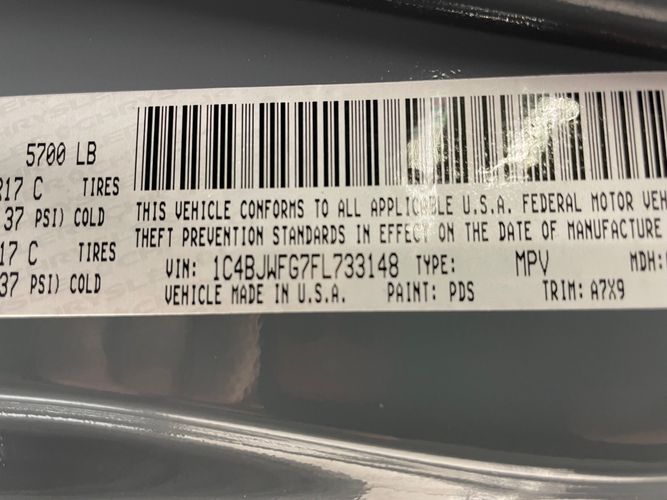 5700 LB
R17 C TIRES
37 PSI) COLD
17 C TIRES
37 PSI) COLD
THIS VEHICLE CONFORMS TO ALL APPLICABLE U.S.A. FEDERAL MOTOR VEH
THEFT PREVENTION STANDARDS IN EFFECT ON THE DATE OF MANUFACTURE
VIN: 1C4BJWFG7FL733148 TYPE: MPV MDH:
VEHICLE MADE IN U.S.A. PAINT: PDS TRIM: A7X9